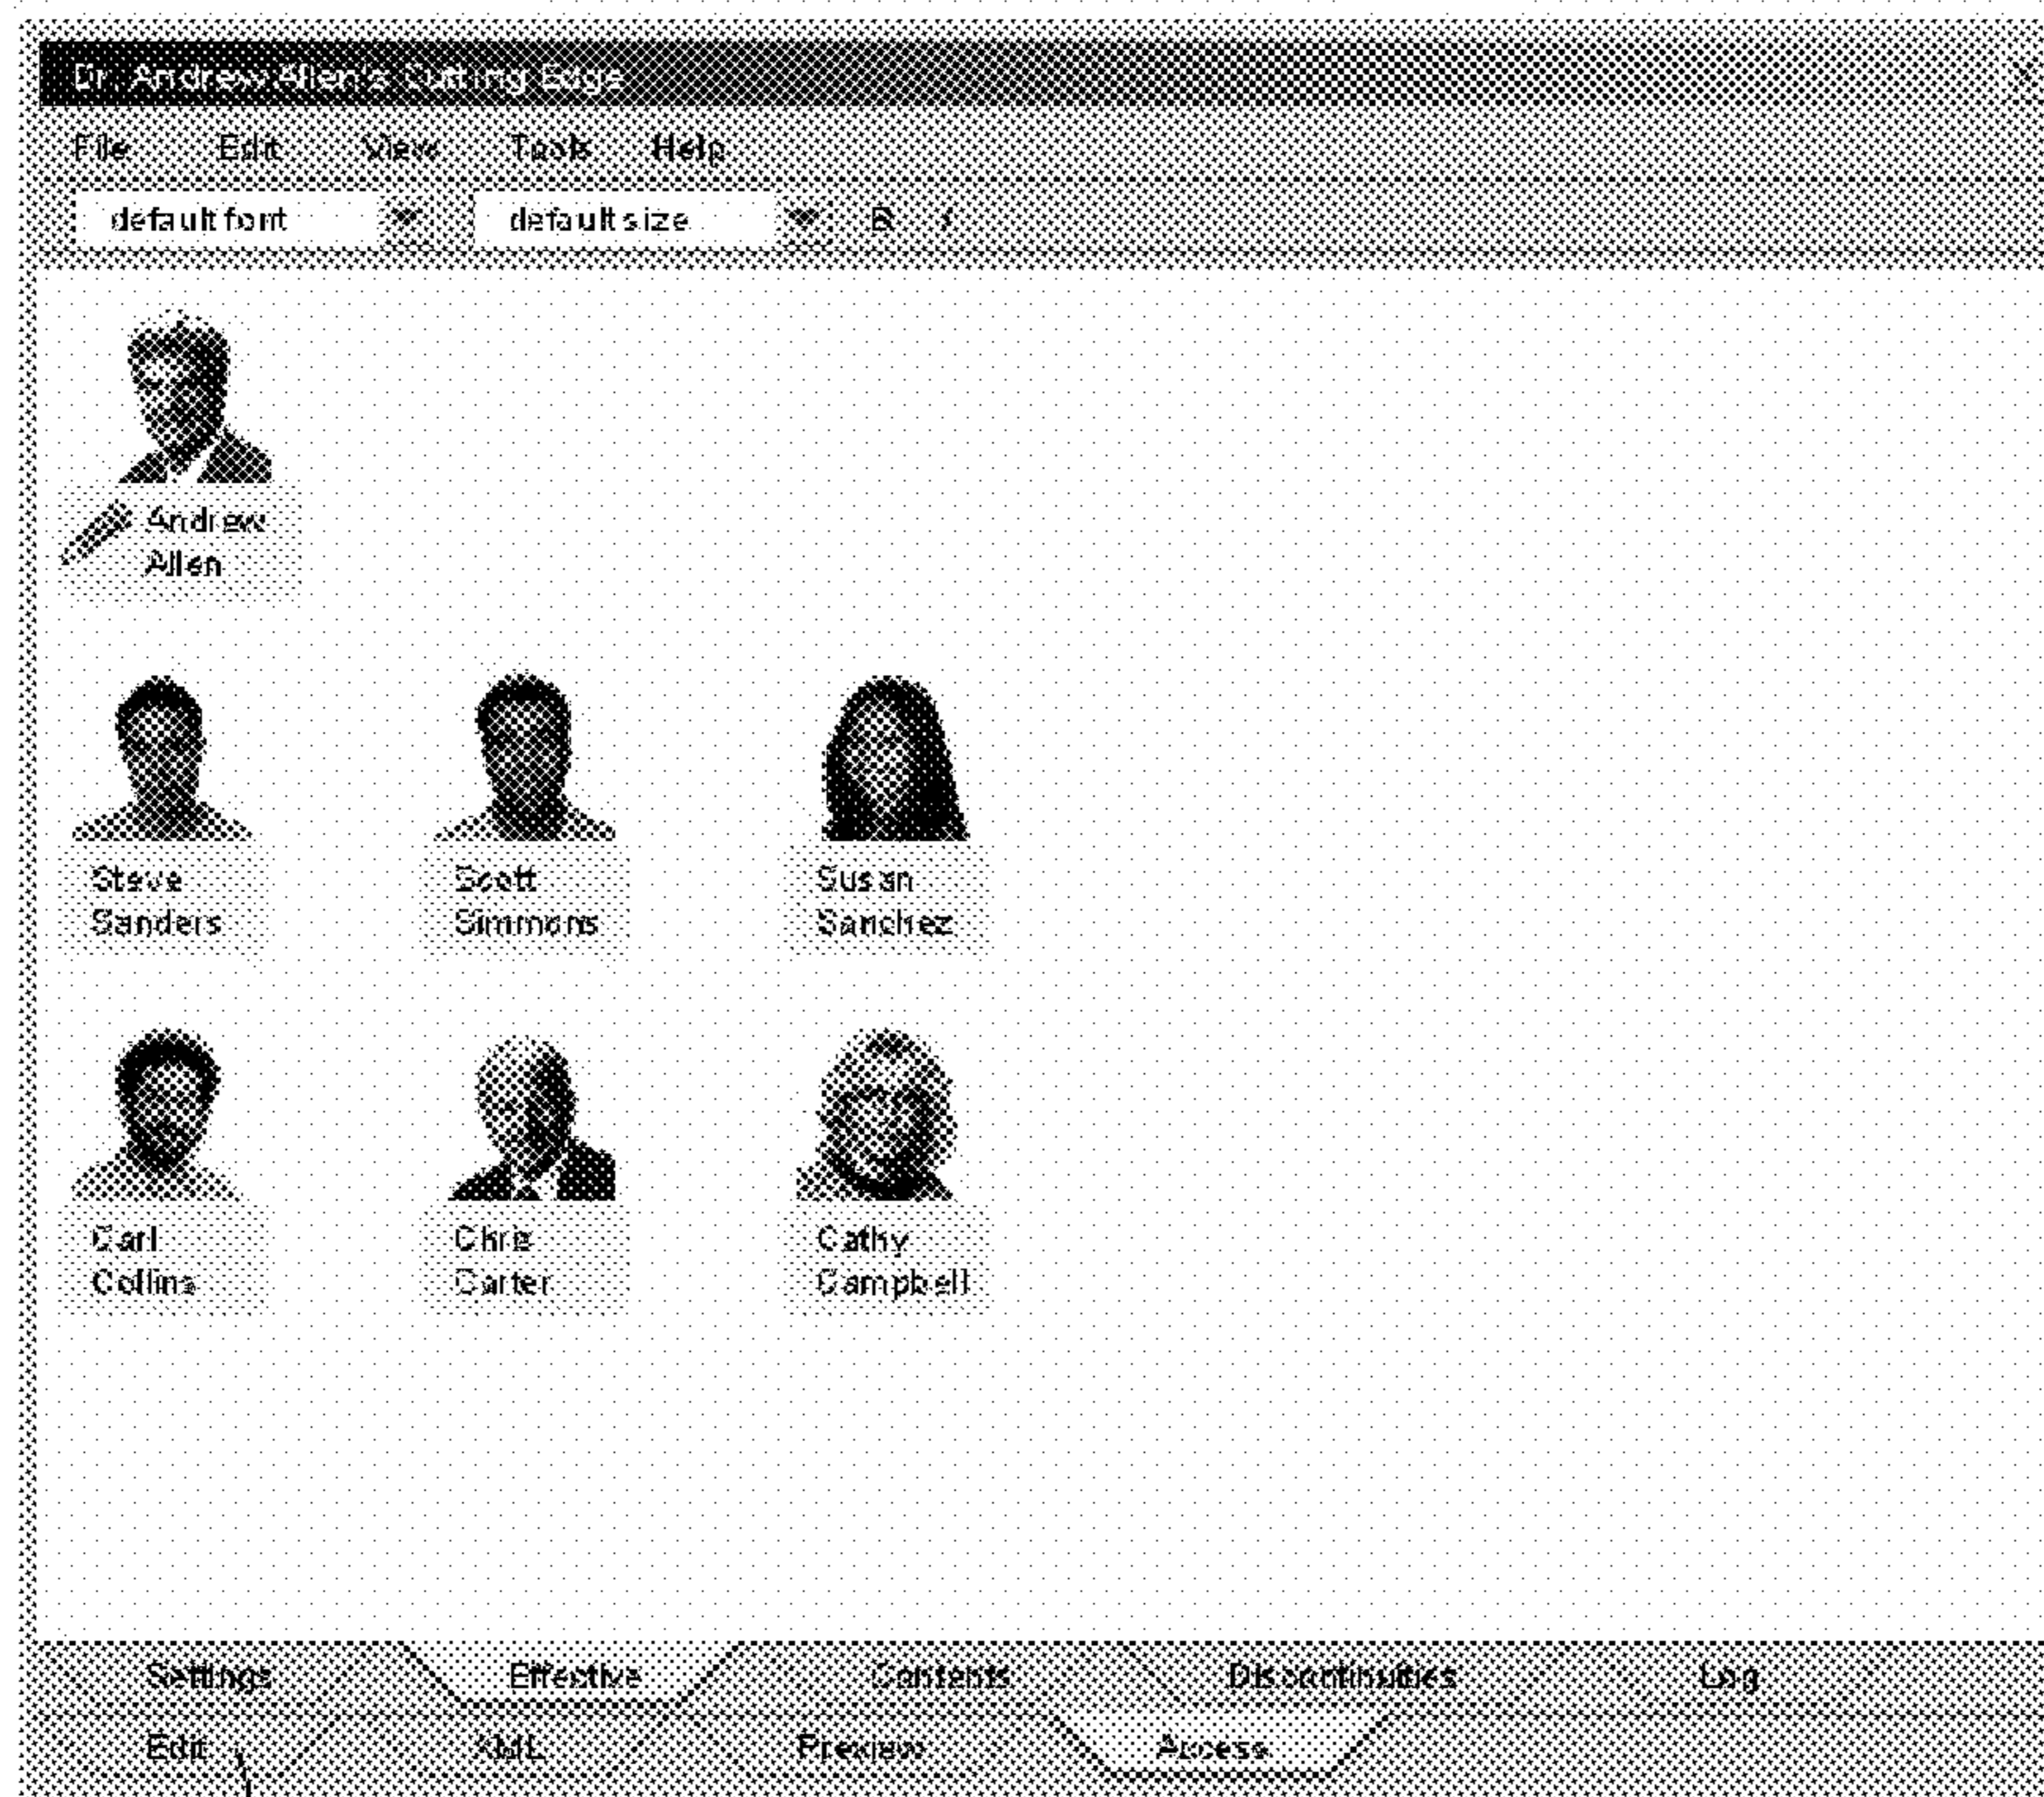 Dr. Andrew Allen's Cutting Edge
File Edit View Tools Help
default font default size B I
Andrew
Allen
Steve Scott Susan
Sanders Simmons Sanchez
Carl Chris Cathy
Collins Carter Campbell
Settings Effective Contents Discontinuities Log
Edit XML Preview Access